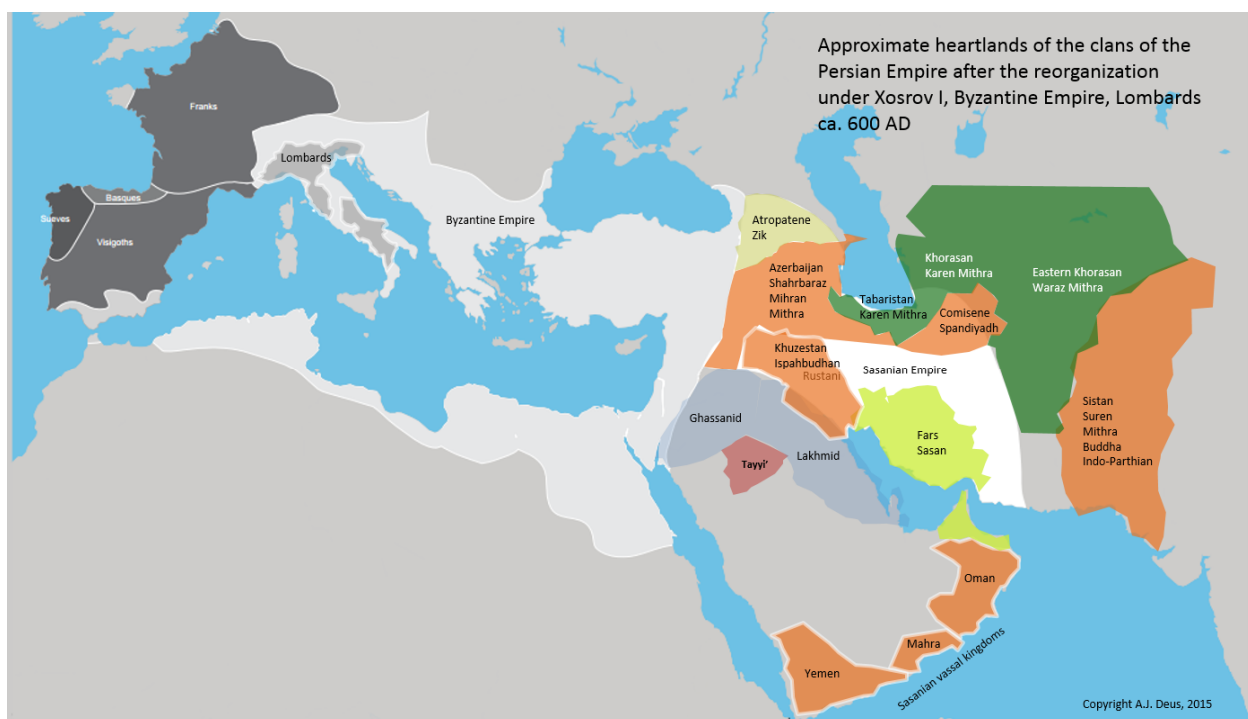 Approximate heartlands of the clans of the
Persian Empire after the reorganization
under Xosrov I, Byzantine Empire, Lombards
ca. 600 AD
Franks
Lombards
Basques
Sueves
Visigoths
Byzantine Empire
Atropatene
Zik
Azerbaijan
Shahrbaraz
Mihran
Mithra
Khorasan
Karen Mithra
Eastern Khorasan
Waraz Mithra
Tabaristan
Karen Mithra
Comisene
Spandiyadh
Khuzestan
Ispahbudhan
Rustani
Sasanian Empire
Sistan
Suren
Mithra
Buddha
Indo-Parthian
Ghassanid
Fars
Sasan
Lakhmid
Tayyi'
Oman
Mahra
Yemen
Sasanian vassal kingdoms
Copyright A.J. Deus, 2015